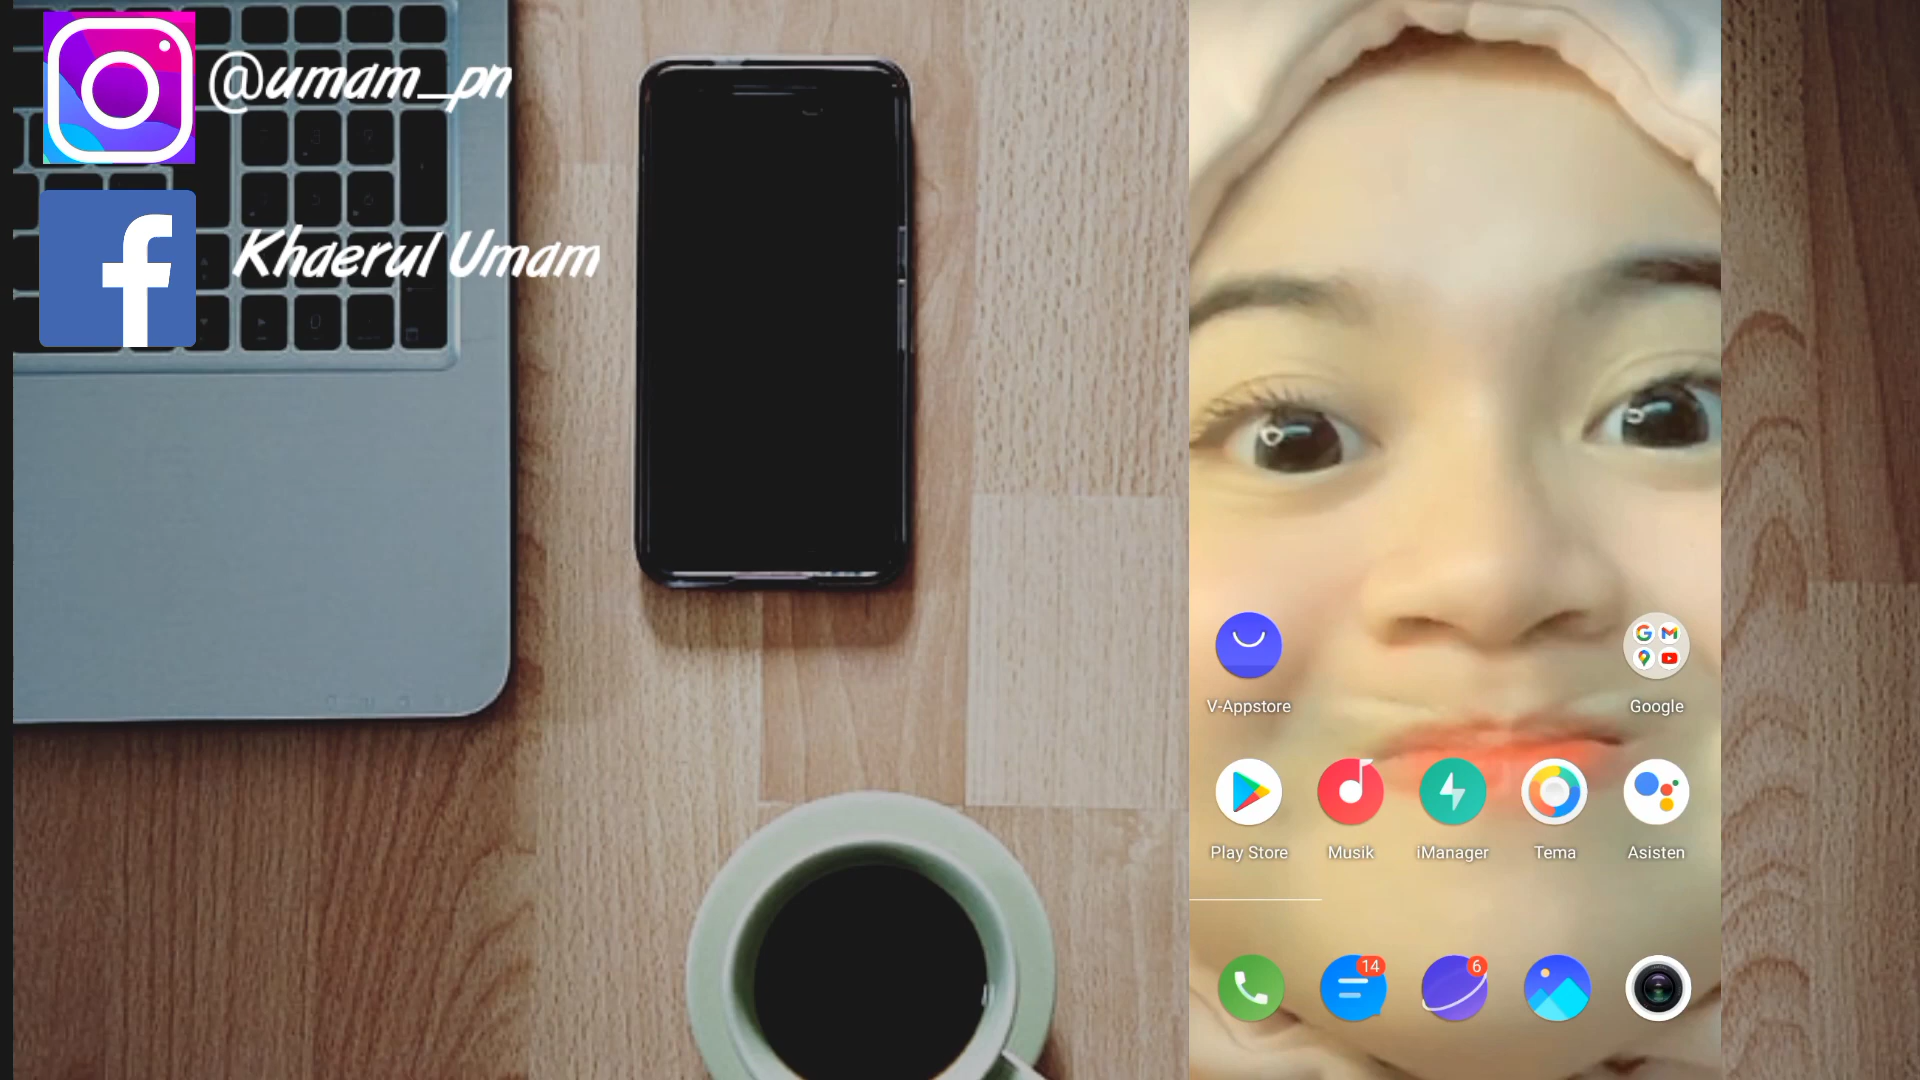 @umam_pn
Khaerul Umam
V-Appstore
Google
Play Store
Musik
iManager
Tema
Asisten
14
6